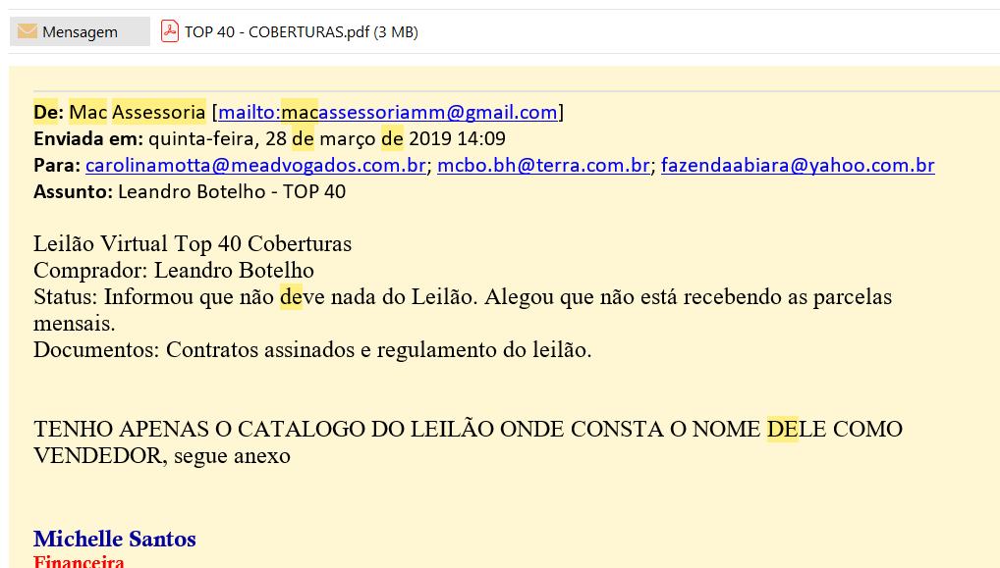 Mensagem TOP 40 - COBERTURAS.pdf (3 MB)
De: Mac Assessoria [mailto:macassessoriamm@gmail.com]
Enviada em: quinta-feira, 28 de março de 2019 14:09
Para: carolinamotta@meadvogados.com.br; mcbo.bh@terra.com.br; fazendaabiara@yahoo.com.br
Assunto: Leandro Botelho - TOP 40
Leilão Virtual Top 40 Coberturas
Comprador: Leandro Botelho
Status: Informou que não deve nada do Leilão. Alegou que não está recebendo as parcelas
mensais.
Documentos: Contratos assinados e regulamento do leilão.
TENHO APENAS O CATALOGO DO LEILÃO ONDE CONSTA O NOME DELE COMO
VENDEDOR, segue anexo
Michelle Santos
Financeira